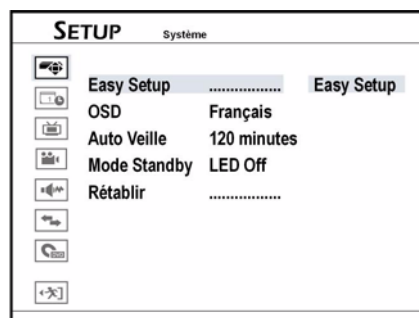 SETUP Système
Easy Setup ................. Easy Setup
OSD Français
Auto Veille 120 minutes
Mode Standby LED Off
Rétablir .................